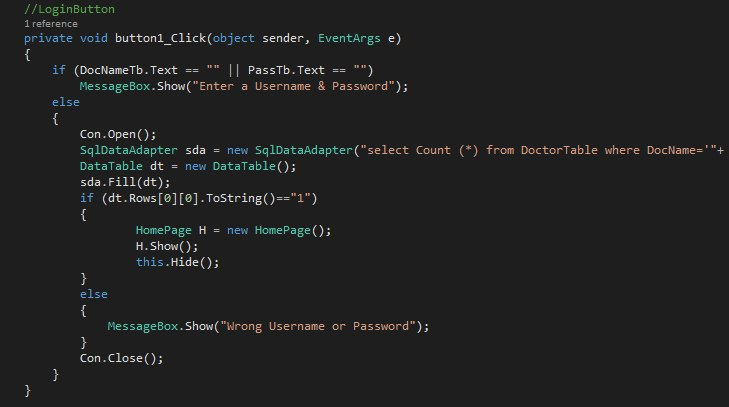 //LoginButton
1 reference
private void button1_Click(object sender, EventArgs e)
{
if (DocNameTb.Text == "" || PassTb.Text == "")
MessageBox.Show("Enter a Username & Password");
else
{
Con.Open();
SqlDataAdapter sda = new SqlDataAdapter("select Count (*) from DoctorTable where DocName='"+
DataTable dt = new DataTable();
sda.Fill(dt);
if (dt.Rows[0][0].ToString()=="1")
{
HomePage H = new HomePage();
H.Show();
this.Hide();
}
else
{
MessageBox.Show("Wrong Username or Password");
}
Con.Close();
}
}